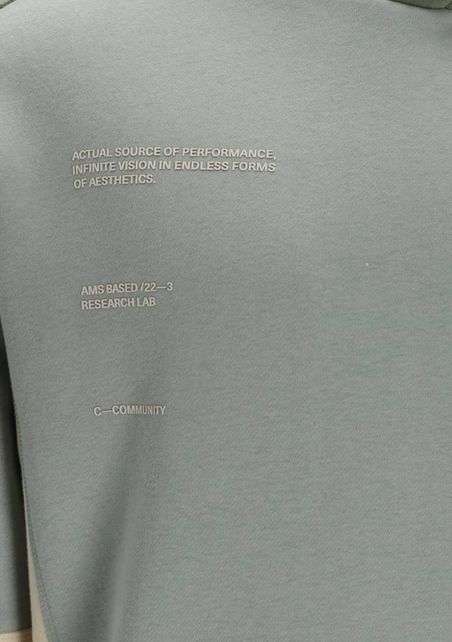 ACTUAL SOURCE OF PERFORMANCE,
INFINITE VISION IN ENDLESS FORMS
OF AESTHETICS.
AMS BASED /22—3
RESEARCH LAB
C—COMMUNITY